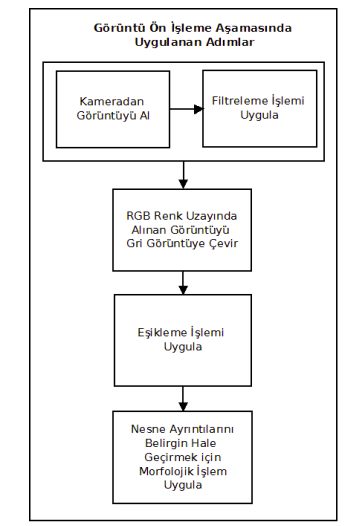 Görüntü Ön İşleme Aşamasında
Uygulanan Adımlar
Kameradan
Görüntüyü Al
Filtreleme İşlemi
Uygula
RGB Renk Uzayında
Alınan Görüntüyü
Gri Görüntüye Çevir
Eşikleme İşlemi
Uygula
Nesne Ayrıntılarını
Belirgin Hale
Geçirmek için
Morfolojik İşlem
Uygula